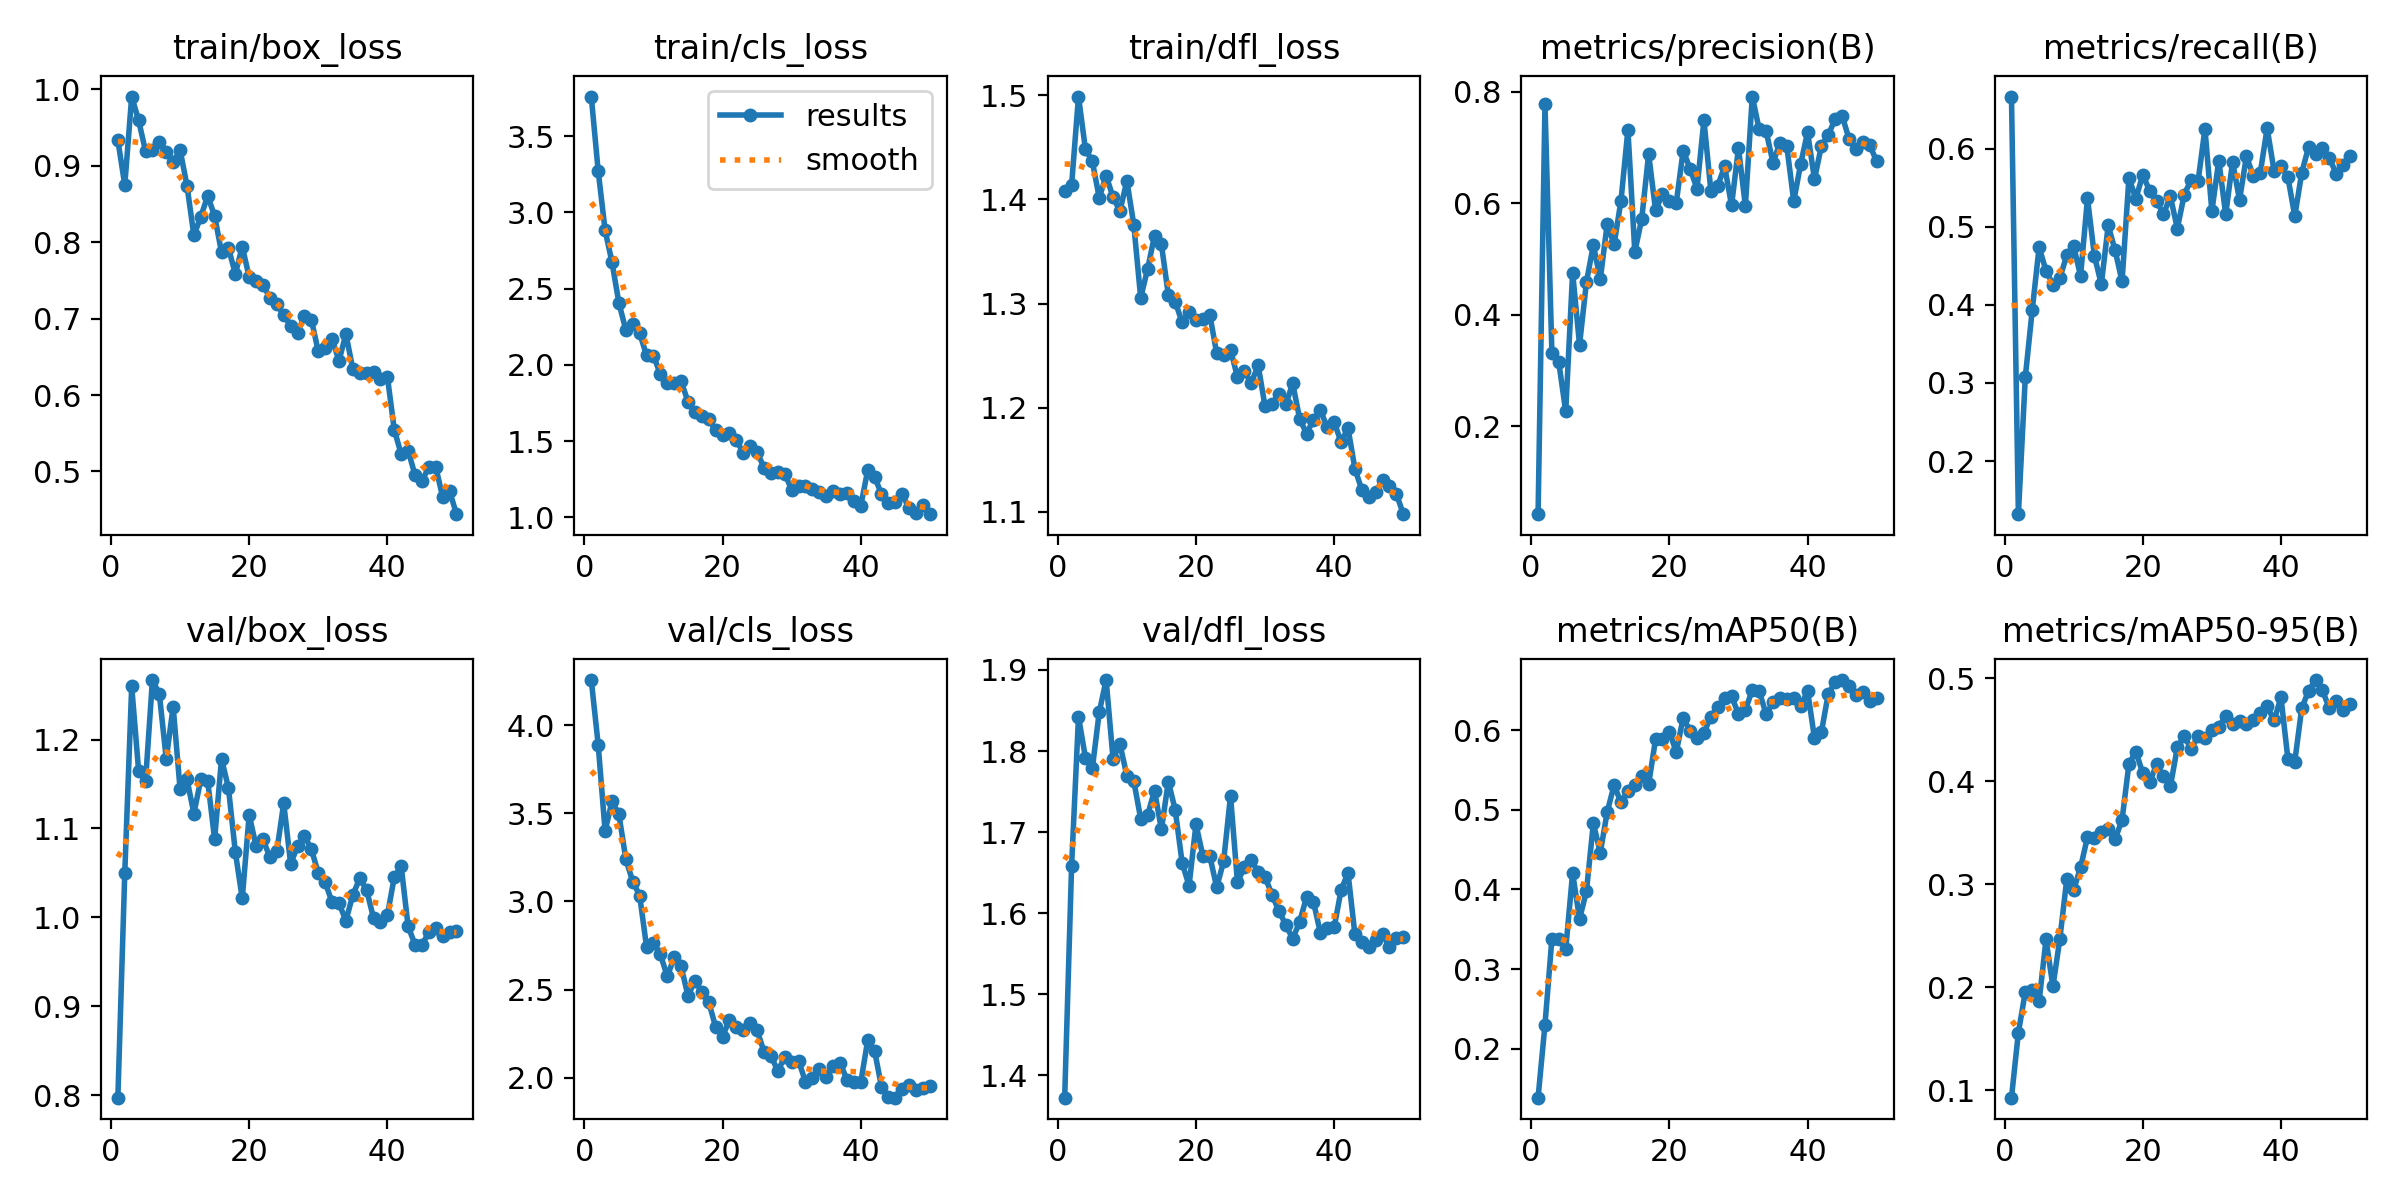 train/box_loss
1.0
0.9
0.8
0.7
0.6
0.5
0 20 40
train/cls_loss
results
smooth
3.5
3.0
2.5
2.0
1.5
1.0
0 20 40
train/dfl_loss
1.5
1.4
1.3
1.2
1.1
0 20 40
metrics/precision(B)
0.8
0.6
0.4
0.2
0 20 40
metrics/recall(B)
0.6
0.5
0.4
0.3
0.2
0 20 40
val/box_loss
1.2
1.1
1.0
0.9
0.8
0 20 40
val/cls_loss
4.0
3.5
3.0
2.5
2.0
0 20 40
val/dfl_loss
1.9
1.8
1.7
1.6
1.5
1.4
0 20 40
metrics/mAP50(B)
0.6
0.5
0.4
0.3
0.2
0 20 40
metrics/mAP50-95(B)
0.5
0.4
0.3
0.2
0.1
0 20 40